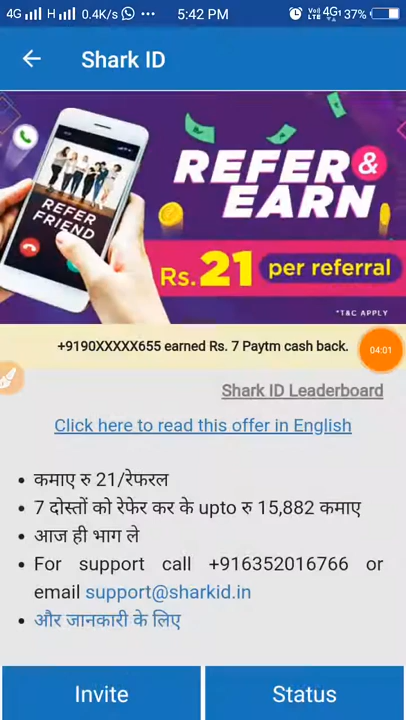 4G H 0.4K/s ... 5:42 PM VoD LTE 4G 37%
Shark ID
REFER &
EARN
REFER
FRIEND
Rs. 21 per referral
*T&C APPLY
+9190XXXXX655 earned Rs. 7 Paytm cash back.
04:01
Shark ID Leaderboard
Click here to read this offer in English
• कमाए रु 21/रेफरल
• 7 दोस्तों को रेफेर कर के upto रु 15,882 कमाए
• आज ही भाग ले
• For support call +916352016766 or
email support@sharkid.in
• और जानकारी के लिए
Invite Status